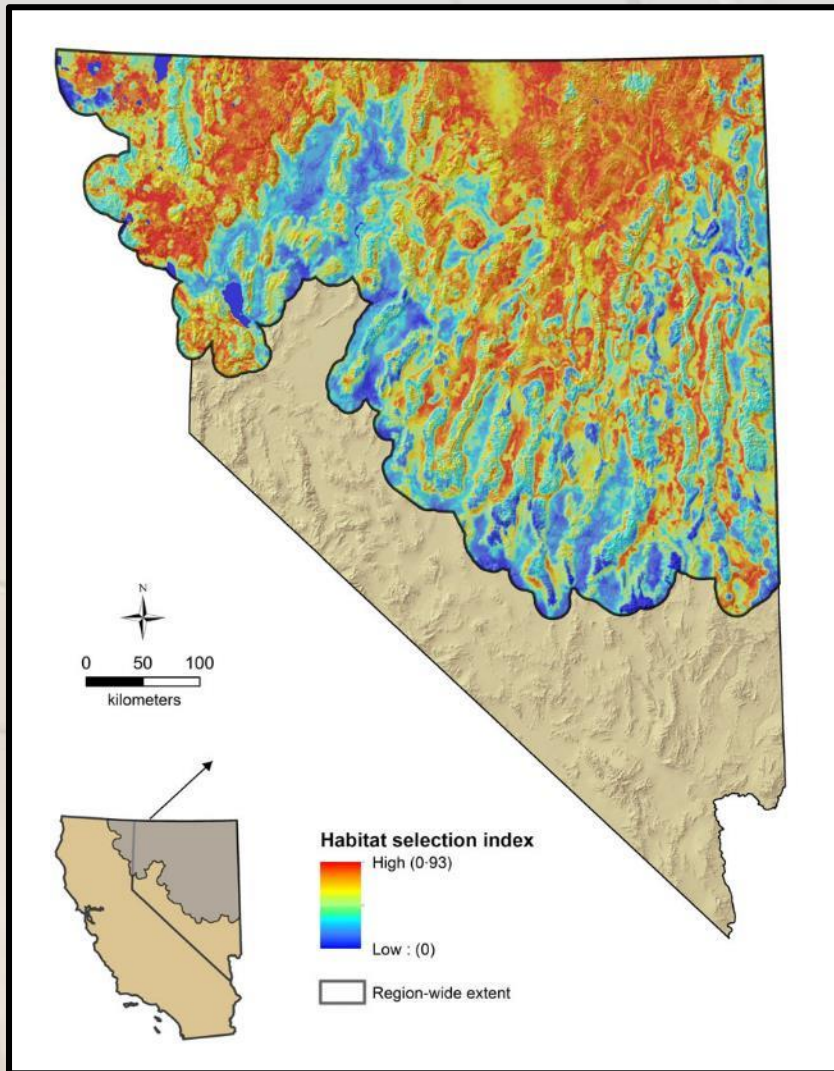 N
0 50 100
kilometers
Habitat selection index
High (0·93)
Low : (0)
Region-wide extent